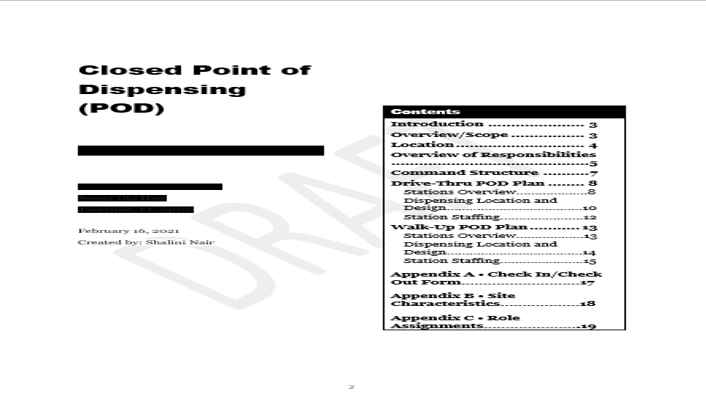 Closed Point of
Dispensing
(POD)
February 16, 2021
Created by: Shalini Nair
DRAFT
Contents
Introduction ........................ 3
Overview/Scope ................... 3
Location .............................. 4
Overview of Responsibilities
.............................................5
Command Structure .........7
Drive-Thru POD Plan ........ 8
Stations Overview......................8
Dispensing Location and
Design.....................................10
Station Staffing.........................12
Walk-Up POD Plan ............ 13
Stations Overview.....................13
Dispensing Location and
Design.....................................14
Station Staffing.........................15
Appendix A • Check In/Check
Out Form..............................17
Appendix B • Site
Characteristics.....................18
Appendix C • Role
Assignments.........................19
2